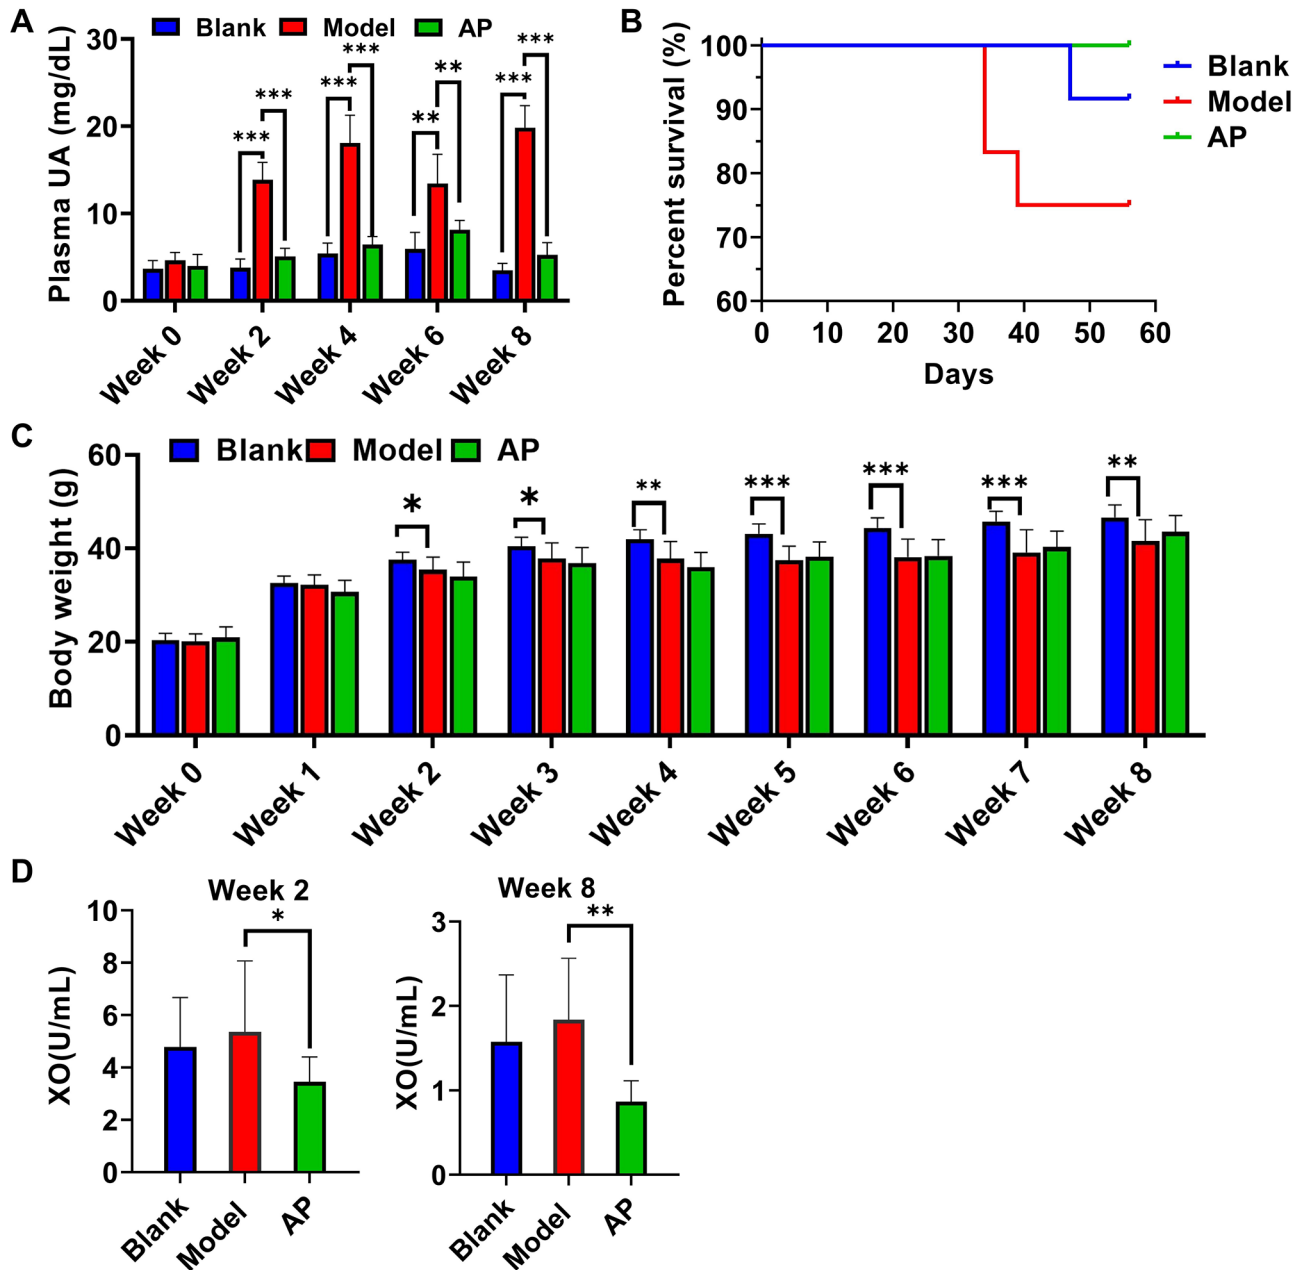 A
Blank Model AP
Plasma UA (mg/dL)
30
20
10
0
*** *** *** *** ** ** *** ***
Week 0 Week 2 Week 4 Week 6 Week 8
B
Percent survival (%)
100
90
80
70
60
0 10 20 30 40 50 60
Days
Blank
Model
AP
C
Blank Model AP
Body weight (g)
60
40
20
0
* * ** *** *** *** **
Week 0 Week 1 Week 2 Week 3 Week 4 Week 5 Week 6 Week 7 Week 8
D
Week 2
XO(U/mL)
10
8
6
4
2
0
*
Blank Model AP
Week 8
XO(U/mL)
3
2
1
0
**
Blank Model AP